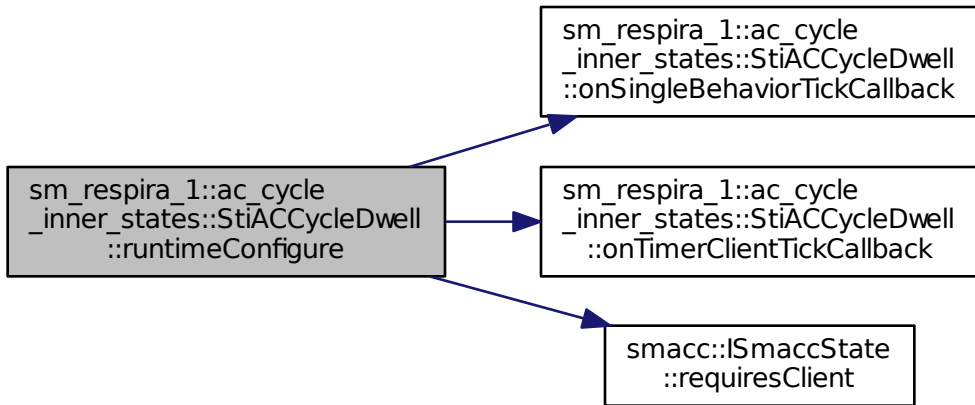 sm_respira_1::ac_cycle
_inner_states::StiACCycleDwell
::onSingleBehaviorTickCallback
sm_respira_1::ac_cycle
_inner_states::StiACCycleDwell
::runtimeConfigure
sm_respira_1::ac_cycle
_inner_states::StiACCycleDwell
::onTimerClientTickCallback
smacc::ISmaccState
::requiresClient